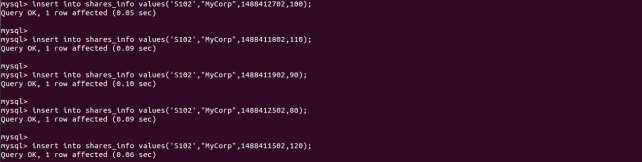 mysql> insert into shares_info values('S102',"MyCorp",1488412702,100);
Query OK, 1 row affected (0.05 sec)
mysql>
mysql> insert into shares_info values('S102',"MyCorp",1488411802,110);
Query OK, 1 row affected (0.09 sec)
mysql>
mysql> insert into shares_info values('S102',"MyCorp",1488411902,90);
Query OK, 1 row affected (0.10 sec)
mysql>
mysql> insert into shares_info values('S102',"MyCorp",1488412502,80);
Query OK, 1 row affected (0.09 sec)
mysql>
mysql> insert into shares_info values('S102',"MyCorp",1488411502,120);
Query OK, 1 row affected (0.06 sec)